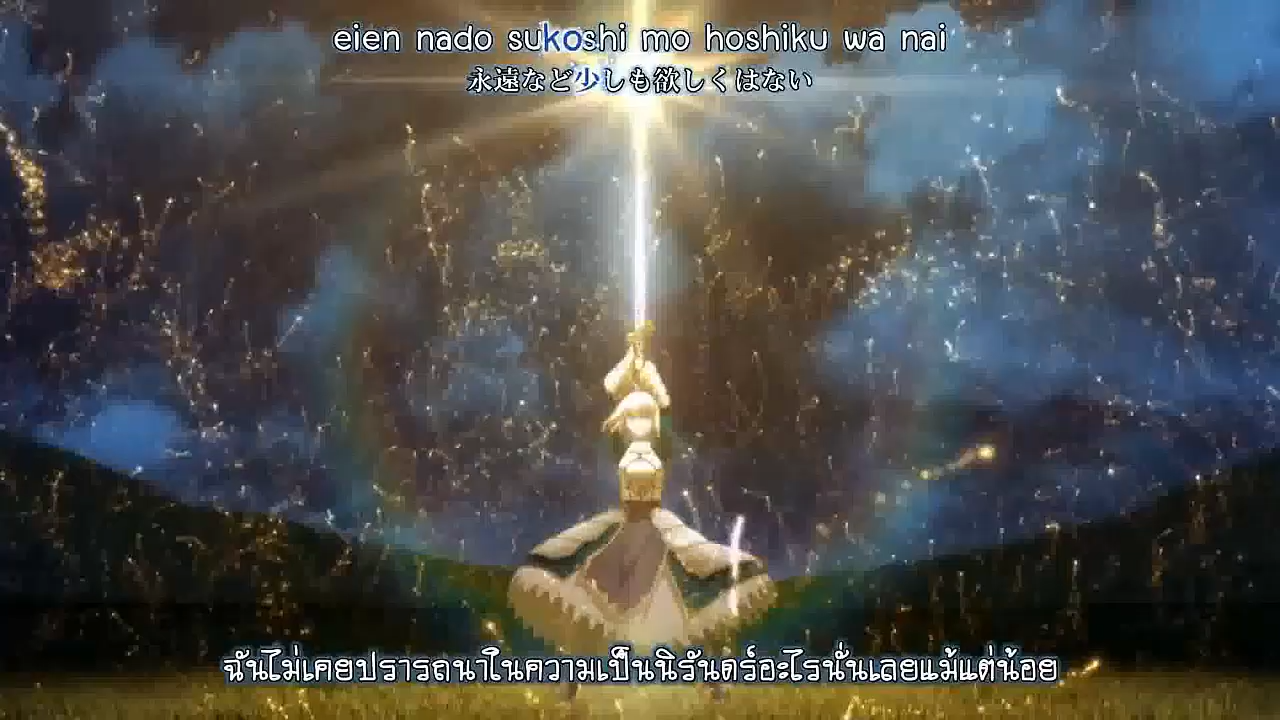 eien nado sukoshi mo hoshiku wa nai
永遠など少しも欲しくはない
ฉันไม่เคยปรารถนาในความเป็นนิรันดร์อะไรนั่นเลยแม้แต่น้อย